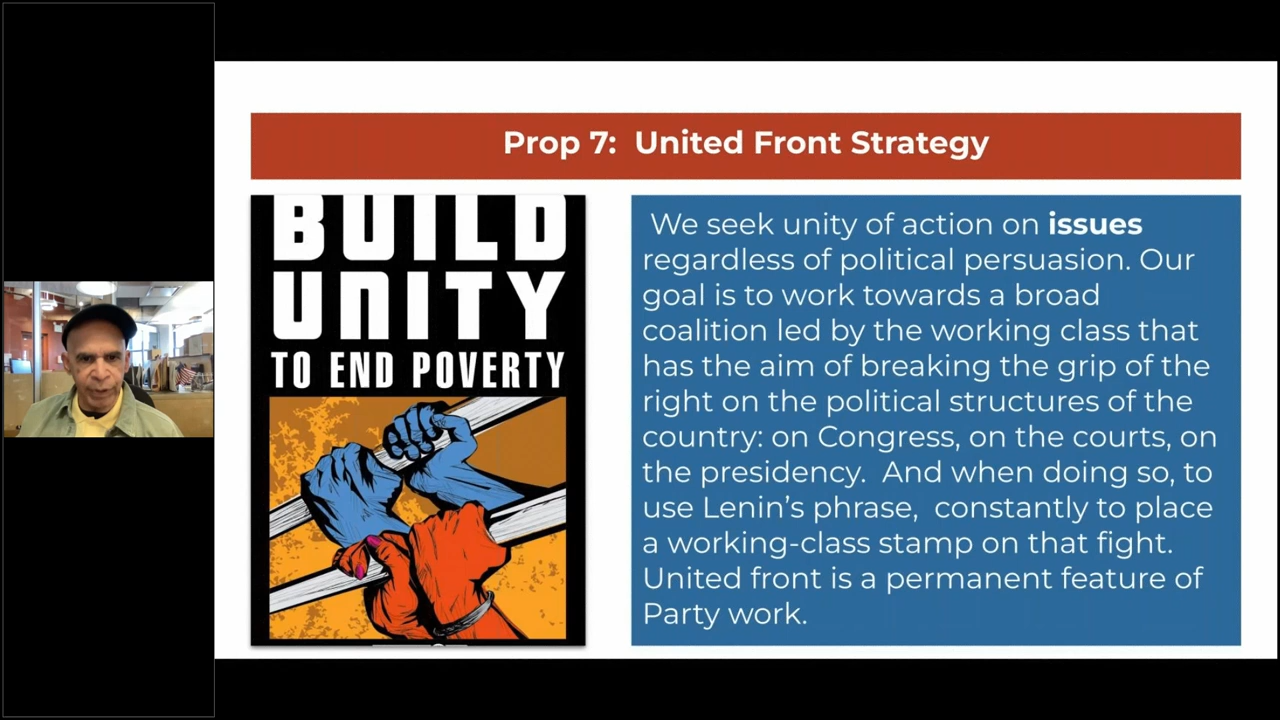 Prop 7: United Front Strategy
BUILD
UNITY
TO END POVERTY
We seek unity of action on issues
regardless of political persuasion. Our
goal is to work towards a broad
coalition led by the working class that
has the aim of breaking the grip of the
right on the political structures of the
country: on Congress, on the courts, on
the presidency. And when doing so, to
use Lenin’s phrase, constantly to place
a working-class stamp on that fight.
United front is a permanent feature of
Party work.